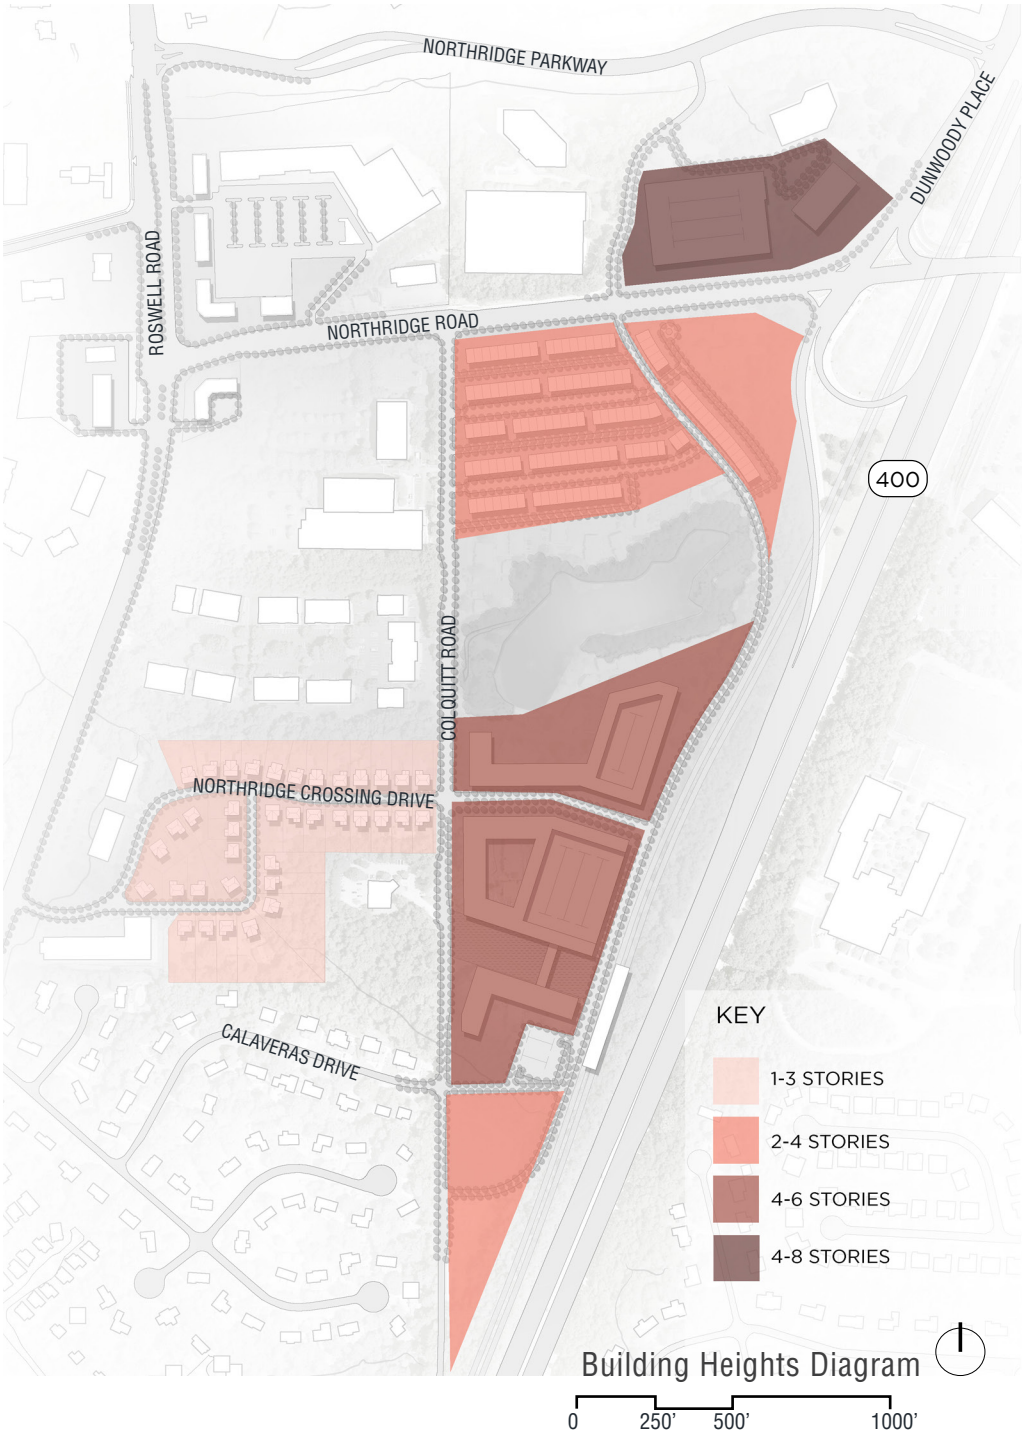 NORTHRIDGE PARKWAY
DUNWOODY PLACE
ROSWELL ROAD
NORTHRIDGE ROAD
400
COLQUITT ROAD
NORTHRIDGE CROSSING DRIVE
CALAVERAS DRIVE
KEY
1-3 STORIES
2-4 STORIES
4-6 STORIES
4-8 STORIES
Building Heights Diagram
0 250' 500' 1000'